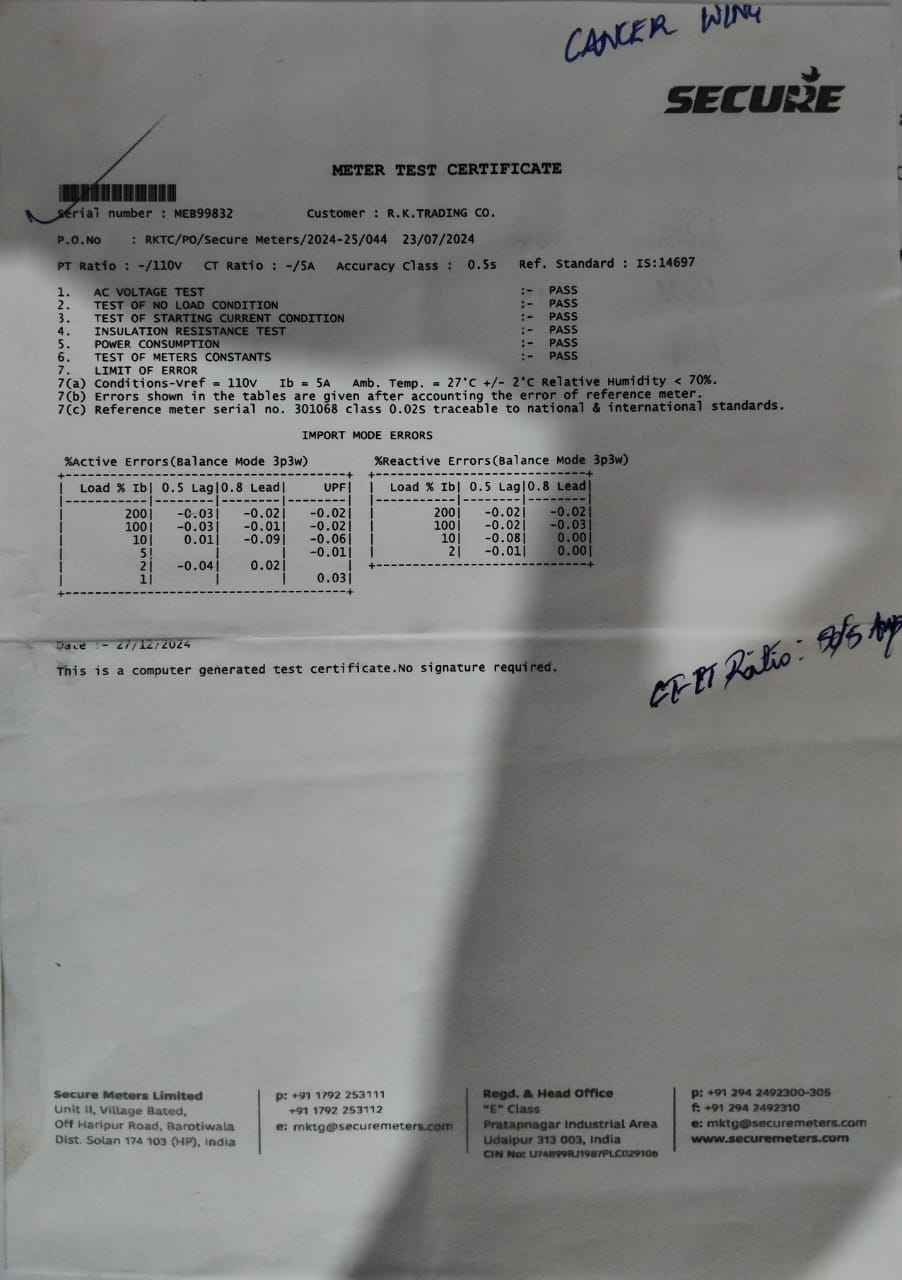 CANCER WING
SECURE
METER TEST CERTIFICATE
Serial number : MEB99832 Customer : R.K.TRADING CO.
P.O.No : RKTC/PO/Secure Meters/2024-25/044 23/07/2024
PT Ratio : -/110V CT Ratio : -/5A Accuracy Class : 0.5s Ref. Standard : IS:14697
1. AC VOLTAGE TEST :- PASS
2. TEST OF NO LOAD CONDITION :- PASS
3. TEST OF STARTING CURRENT CONDITION :- PASS
4. INSULATION RESISTANCE TEST :- PASS
5. POWER CONSUMPTION :- PASS
6. TEST OF METERS CONSTANTS :- PASS
7. LIMIT OF ERROR
7(a) Conditions-Vref = 110V Ib = 5A Amb. Temp. = 27°C +/- 2°C Relative Humidity < 70%.
7(b) Errors shown in the tables are given after accounting the error of reference meter.
7(c) Reference meter serial no. 301068 class 0.02S traceable to national & international standards.
IMPORT MODE ERRORS
%Active Errors(Balance Mode 3p3w)
| Load % Ib| 0.5 Lag|0.8 Lead| UPF|
| 200| -0.03| -0.02| -0.02|
| 100| -0.03| -0.01| -0.02|
| 10| 0.01| -0.09| -0.06|
| 5| | | -0.01|
| 2| -0.04| 0.02| |
| 1| | | 0.03|
%Reactive Errors(Balance Mode 3p3w)
| Load % Ib| 0.5 Lag|0.8 Lead|
| 200| -0.02| -0.02|
| 100| -0.02| -0.03|
| 10| -0.08| 0.00|
| 2| -0.01| 0.00|
Date :- 27/12/2024
This is a computer generated test certificate.No signature required.
CT-PT Ratio: /5 Amp
Secure Meters Limited
Unit II, Village Bated,
Off Haripur Road, Barotiwala
Dist. Solan 174 103 (HP), India
p: +91 1792 253111
+91 1792 253112
e: mktg@securemeters.com
Regd. & Head Office
"E" Class
Pratapnagar Industrial Area
Udaipur 313 003, India
CIN No: U74899RJ1987PLC029106
p: +91 294 2492300-305
f: +91 294 2492310
e: mktg@securemeters.com
www.securemeters.com